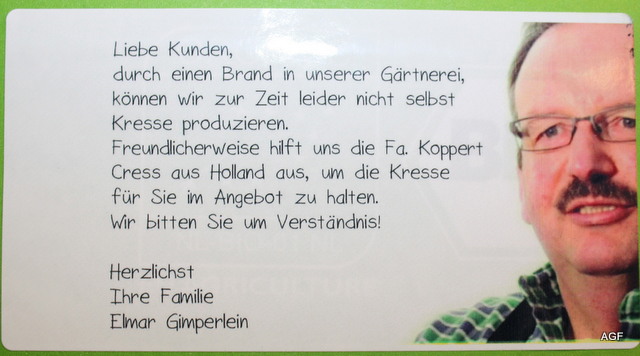 Liebe Kunden,
durch einen Brand in unserer Gärtnerei,
können wir zur Zeit leider nicht selbst
Kresse produzieren.
Freundlicherweise hilft uns die Fa. Koppert
Cress aus Holland aus, um die Kresse
für Sie im Angebot zu halten.
Wir bitten Sie um Verständnis!
Herzlichst
Ihre Familie
Elmar Gimperlein
AGF